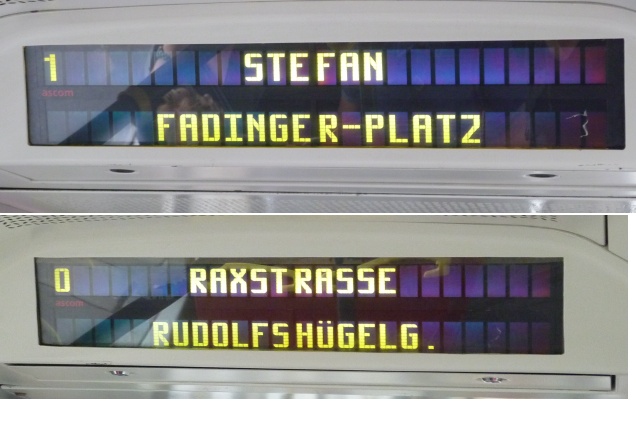 1 STEFAN
ascom
FADINGER-PLATZ
0 RAXSTRASSE
ascom
RUDOLFSHÜGELG.